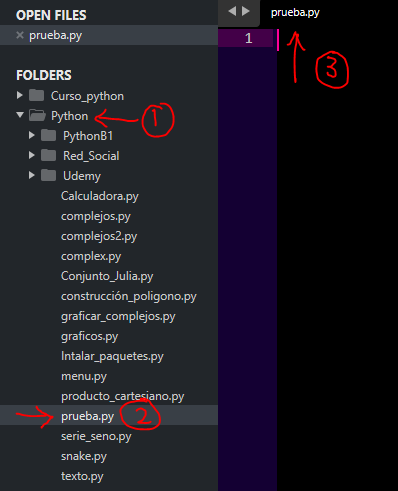 OPEN FILES
prueba.py
FOLDERS
Curso_python
Python
PythonB1
Red_Social
Udemy
Calculadora.py
complejos.py
complejos2.py
complex.py
Conjunto_Julia.py
construcción_poligono.py
graficar_complejos.py
graficos.py
Intalar_paquetes.py
menu.py
producto_cartesiano.py
prueba.py
serie_seno.py
snake.py
texto.py
prueba.py
1
1
2
3